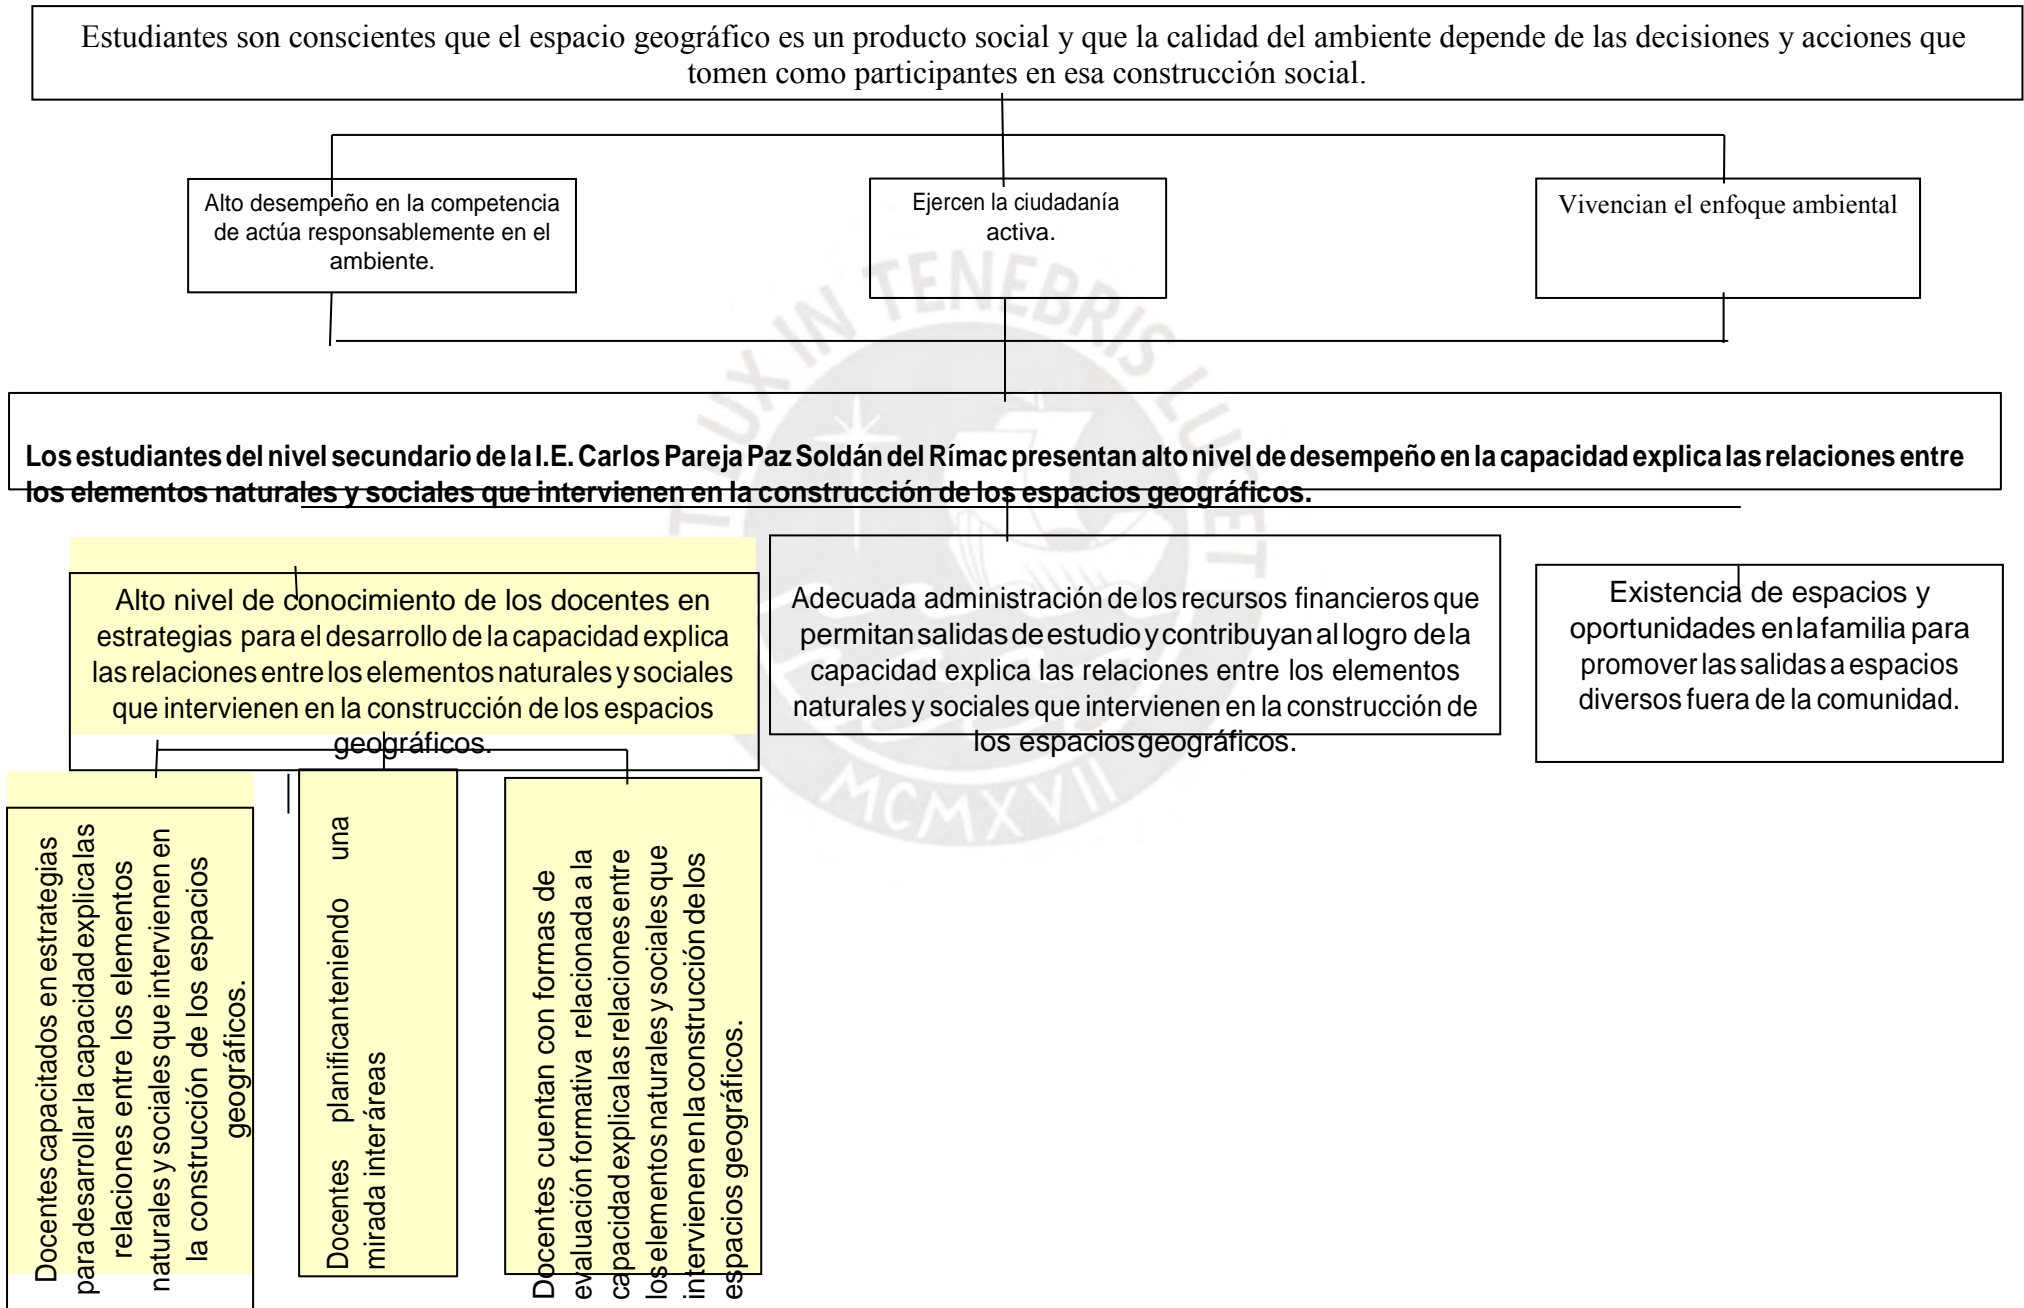 Estudiantes son conscientes que el espacio geográfico es un producto social y que la calidad del ambiente depende de las decisiones y acciones que
tomen como participantes en esa construcción social.
Alto desempeño en la competencia
de actúa responsablemente en el
ambiente.
Ejercen la ciudadanía
activa.
Vivencian el enfoque ambiental
TUX IN TENEBRIS LUCET
MCMXVII
Los estudiantes del nivel secundario de la I.E. Carlos Pareja Paz Soldán del Rímac presentan alto nivel de desempeño en la capacidad explica las relaciones entre
los elementos naturales y sociales que intervienen en la construcción de los espacios geográficos.
Alto nivel de conocimiento de los docentes en
estrategias para el desarrollo de la capacidad explica
las relaciones entre los elementos naturales y sociales
que intervienen en la construcción de los espacios
geográficos.
Adecuada administración de los recursos financieros que
permitan salidas de estudio y contribuyan al logro de la
capacidad explica las relaciones entre los elementos
naturales y sociales que intervienen en la construcción de
los espacios geográficos.
Existencia de espacios y
oportunidades en la familia para
promover las salidas a espacios
diversos fuera de la comunidad.
Docentes capacitados en estrategias
para desarrollar la capacidad explica las
relaciones entre los elementos
naturales y sociales que intervienen en
la construcción de los espacios
geográficos.
Docentes planifican teniendo una
mirada inter áreas
Docentes cuentan con formas de
evaluación formativa relacionada a la
capacidad explica las relaciones entre
los elementos naturales y sociales que
intervienen en la construcción de los
espacios geográficos.